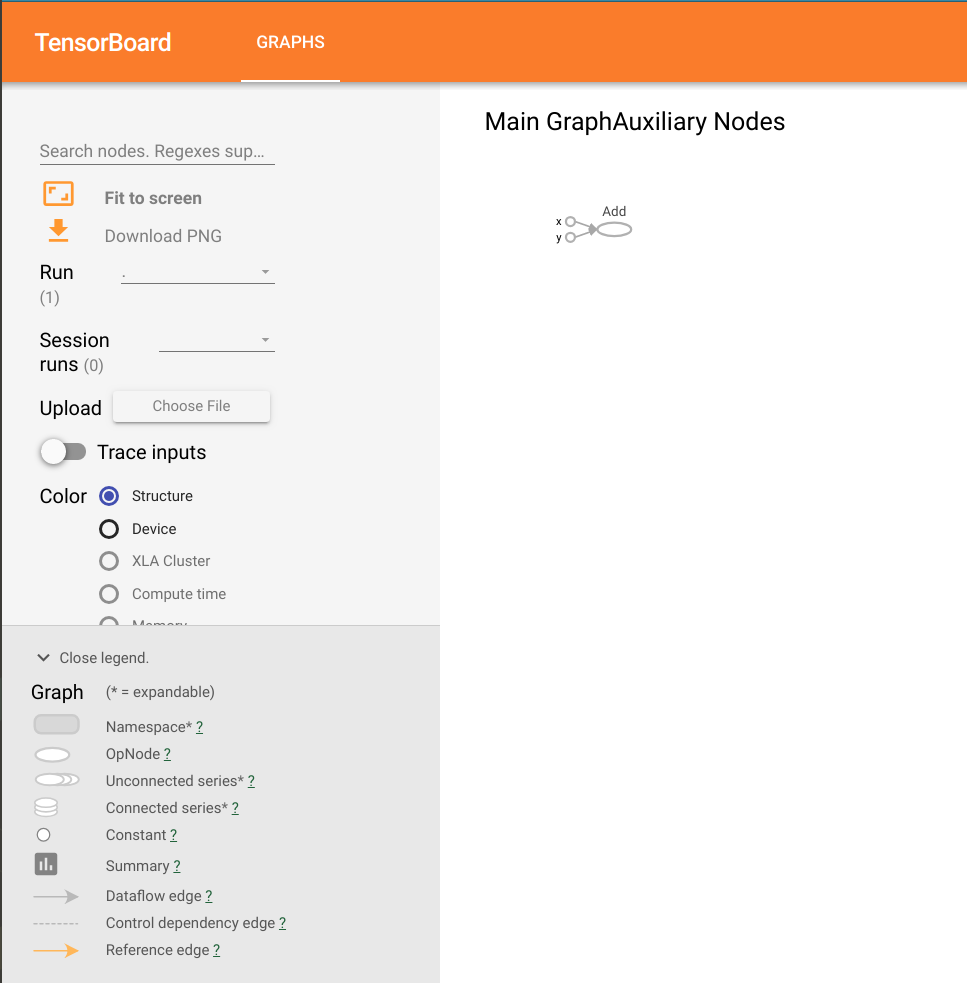 TensorBoard
GRAPHS
Main GraphAuxiliary Nodes
Search nodes. Regexes sup...
Fit to screen
Download PNG
Run
(1)
.
Session
runs (0)
Upload
Choose File
Trace inputs
Color
Structure
Device
XLA Cluster
Compute time
Memory
Add
x
y
Close legend.
Graph (* = expandable)
Namespace* ?
OpNode ?
Unconnected series* ?
Connected series* ?
Constant ?
Summary ?
Dataflow edge ?
Control dependency edge ?
Reference edge ?